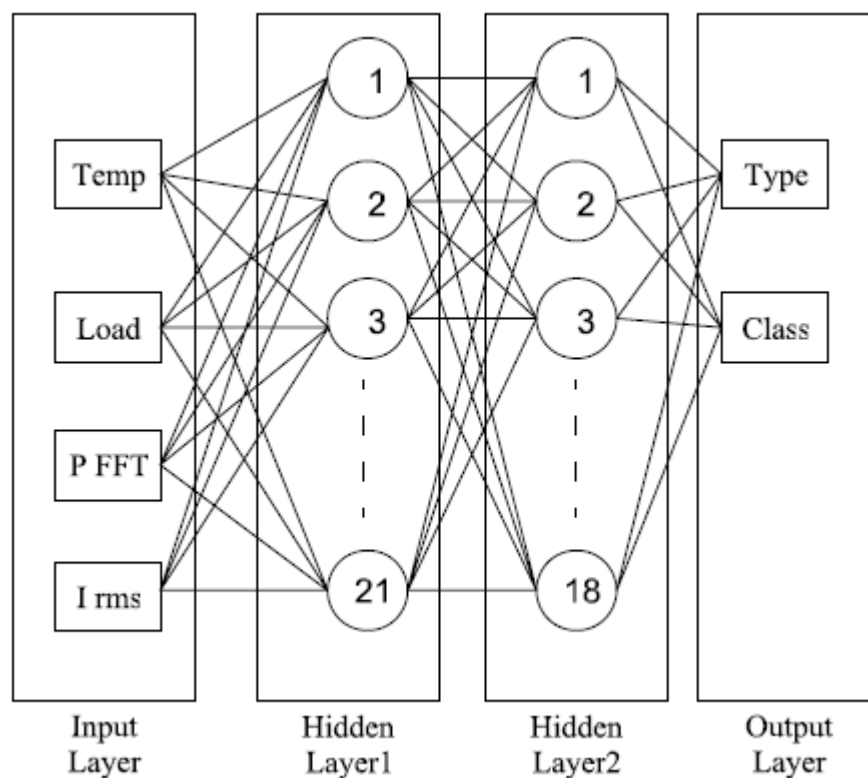 Temp
Load
P FFT
I rms
1
2
3
21
1
2
3
18
Type
Class
Input
Layer
Hidden
Layer1
Hidden
Layer2
Output
Layer